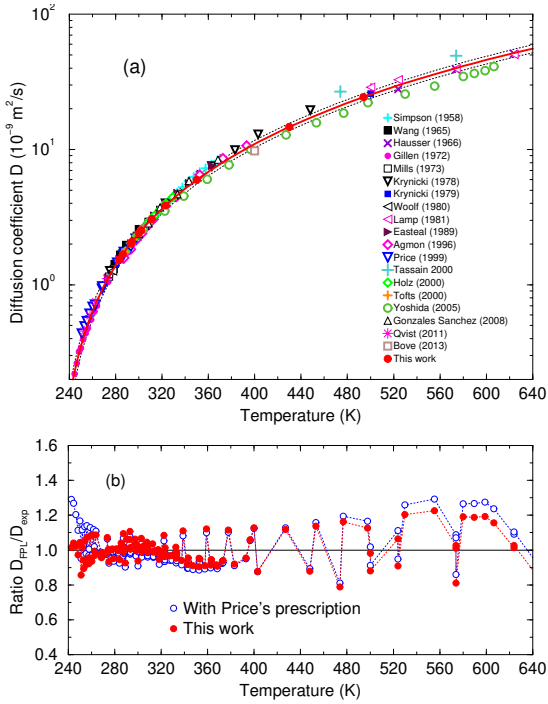 (a)
Diffusion coefficient D (10⁻⁹ m²/s)
10²
10¹
10⁰
Simpson (1958)
Wang (1965)
Hausser (1966)
Gillen (1972)
Mills (1973)
Krynicki (1978)
Krynicki (1979)
Woolf (1980)
Lamp (1981)
Easteal (1989)
Agmon (1996)
Price (1999)
Tassain 2000
Holz (2000)
Tofts (2000)
Yoshida (2005)
Gonzales Sanchez (2008)
Qvist (2011)
Bove (2013)
This work
240 280 320 360 400 440 480 520 560 600 640
Temperature (K)
(b)
Ratio D_FPL/D_exp
1.6
1.4
1.2
1.0
0.8
0.6
0.4
With Price's prescription
This work
240 280 320 360 400 440 480 520 560 600 640
Temperature (K)